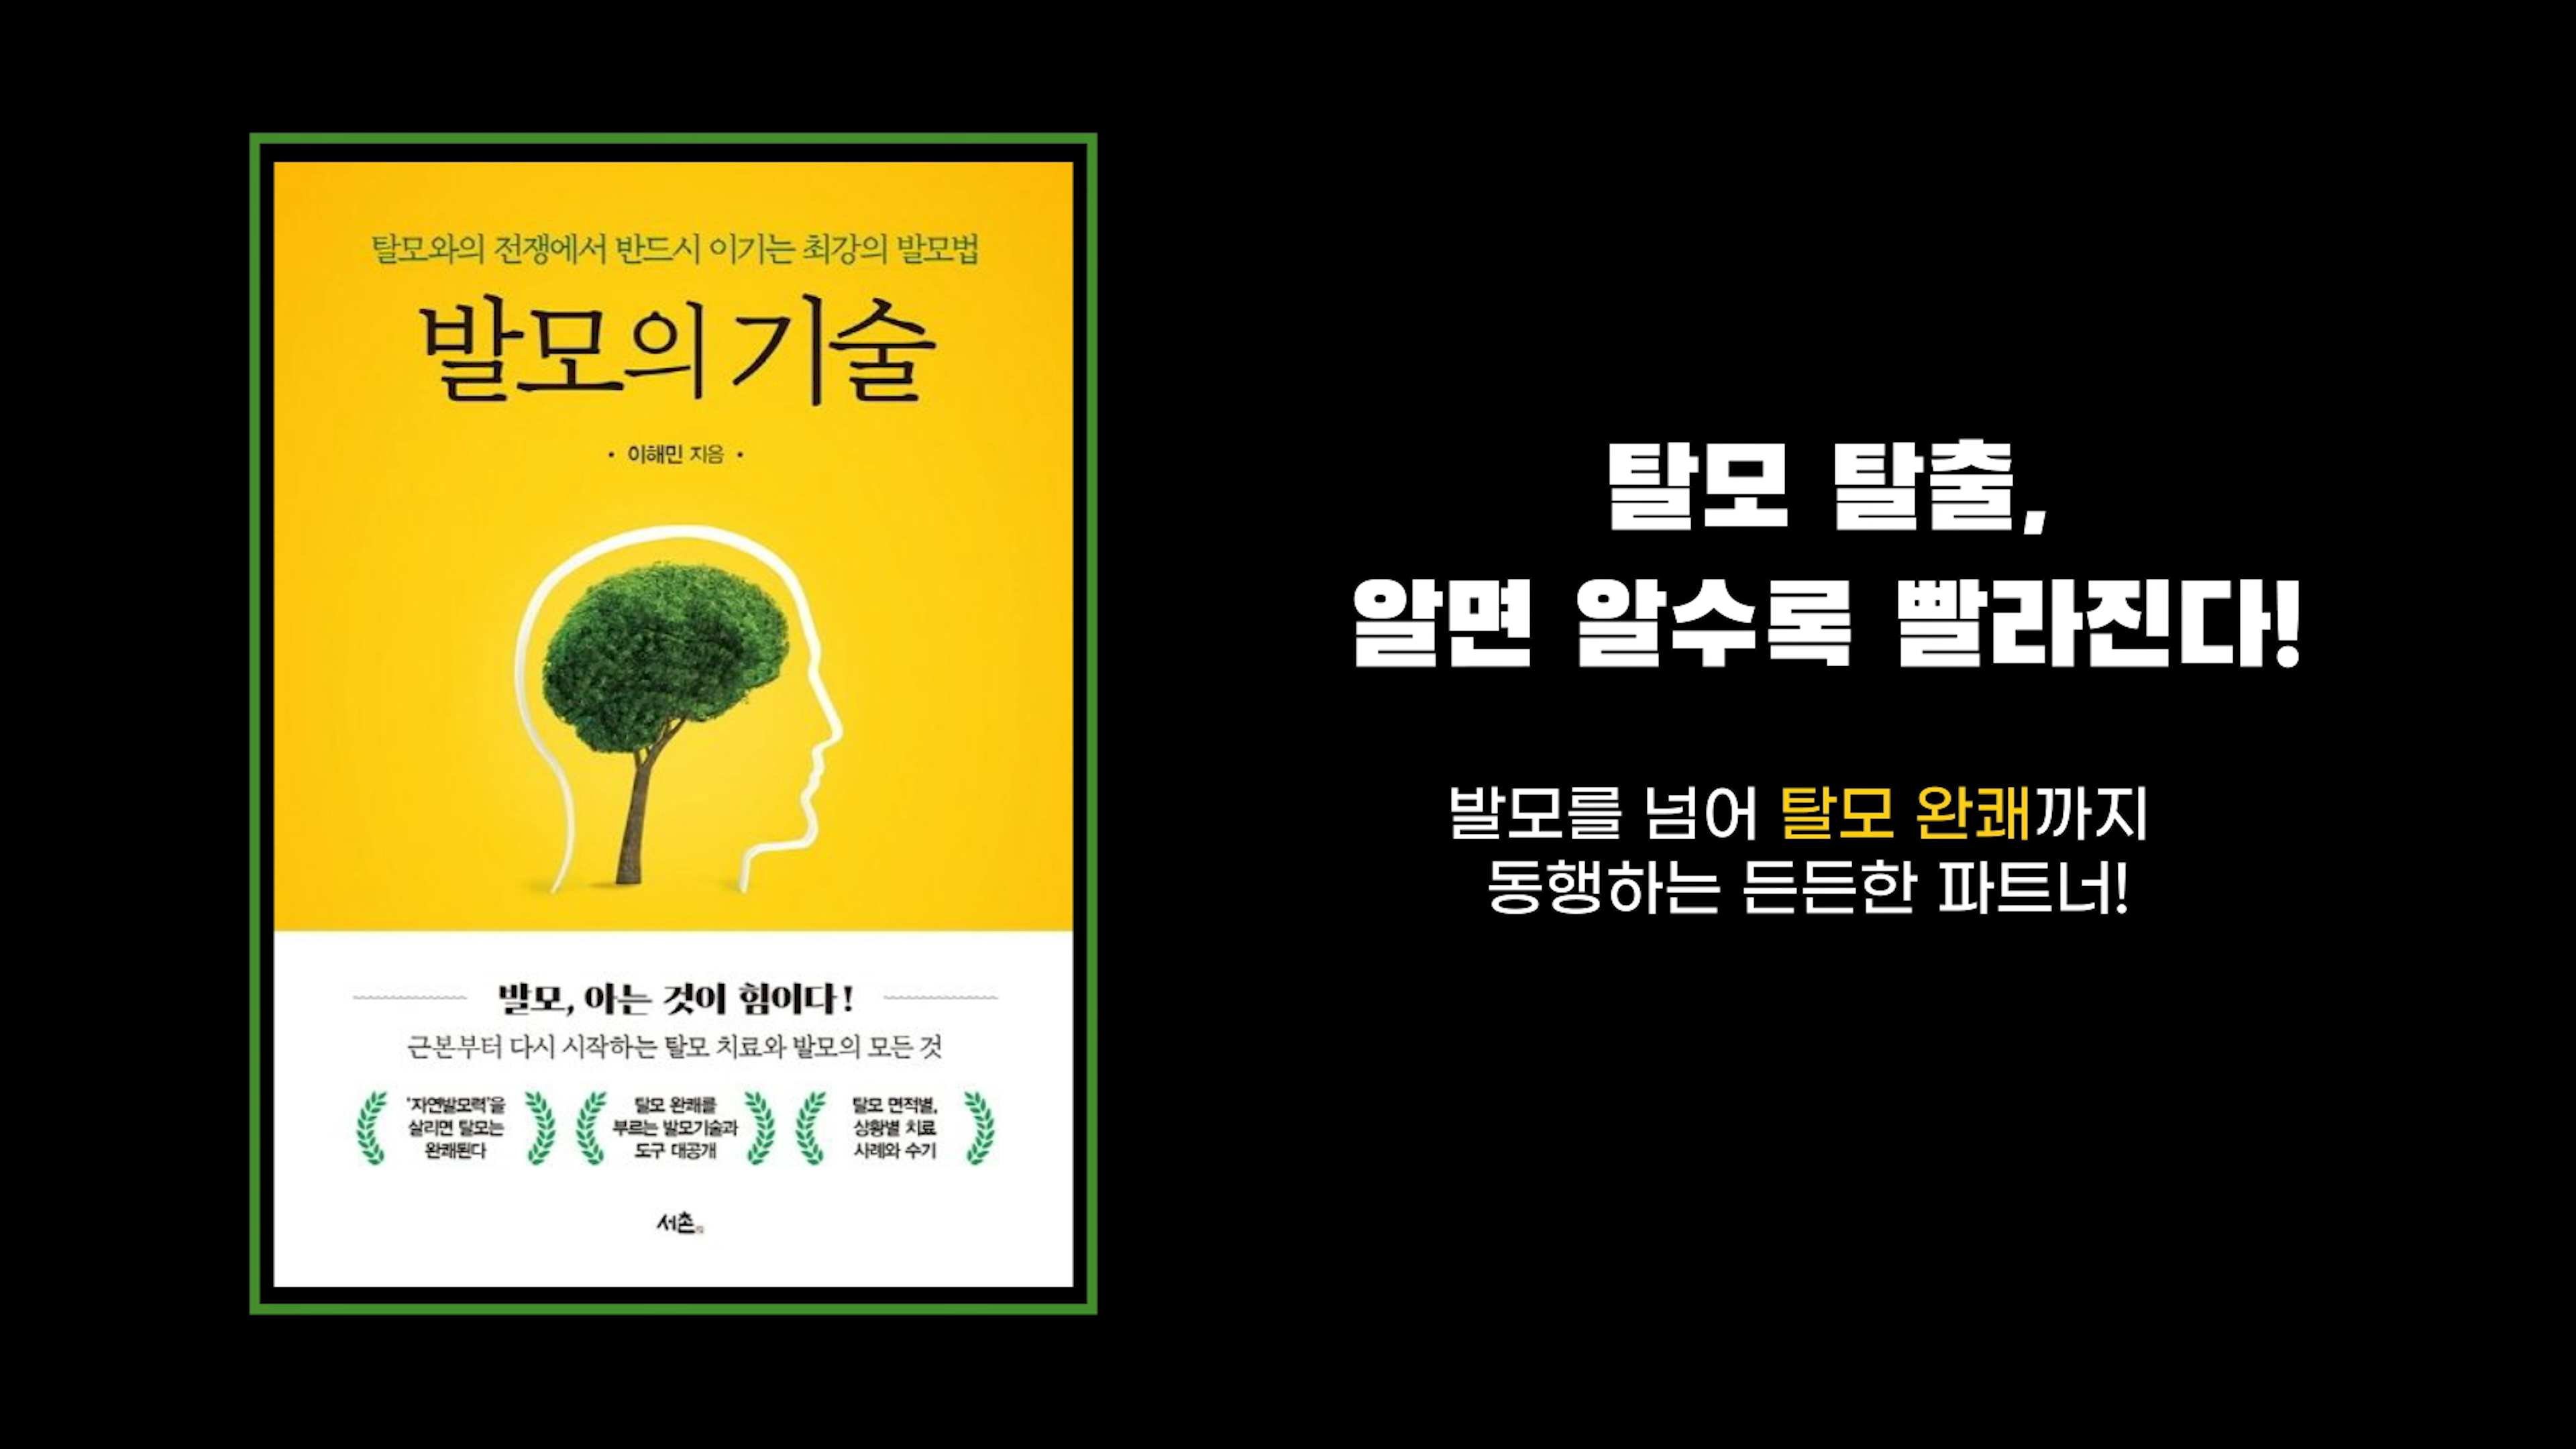 탈모와의 전쟁에서 반드시 이기는 최강의 발모법
발모의 기술
• 이해민 지음 •
발모, 아는 것이 힘이다!
근본부터 다시 시작하는 탈모 치료와 발모의 모든 것
'자연발모력'을
살리면 탈모는
완쾌된다
탈모 완쾌를
부르는 발모기술과
도구 대공개
탈모 면적별,
상황별 치료
사례와 수기
서촌
탈모 탈출,
알면 알수록 빨라진다!
발모를 넘어 탈모 완쾌까지
동행하는 든든한 파트너!